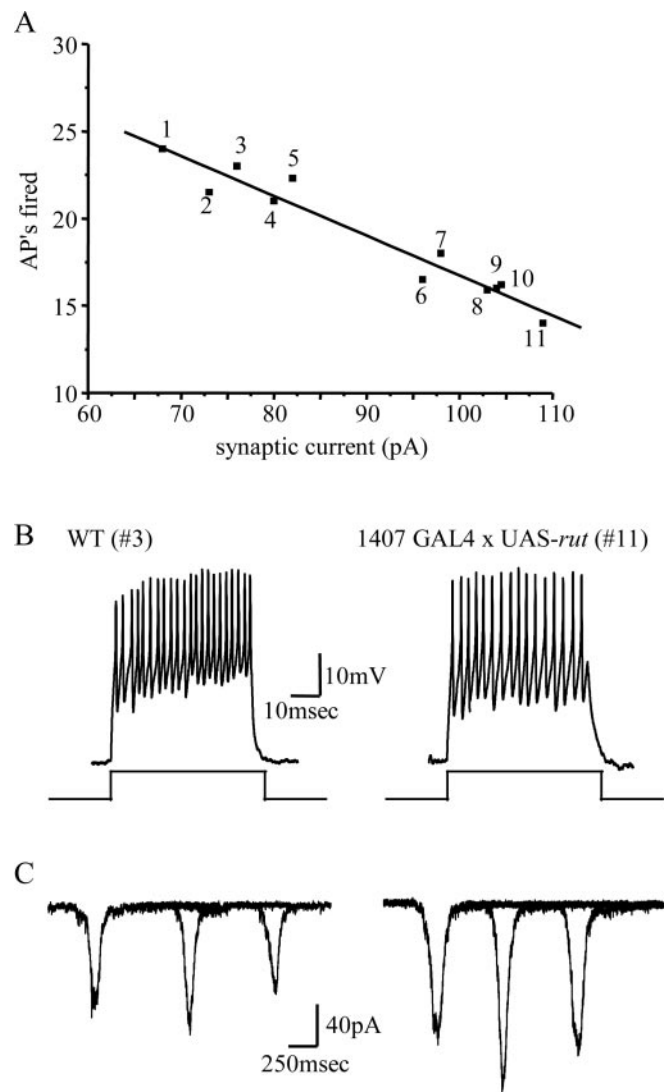 A
30
25
20
15
10
AP's fired
1
2
3
4
5
6
7
8
9
10
11
60 70 80 90 100 110
synaptic current (pA)
B WT (#3) 1407 GAL4 x UAS-rut (#11)
10mV
10msec
C
40pA
250msec